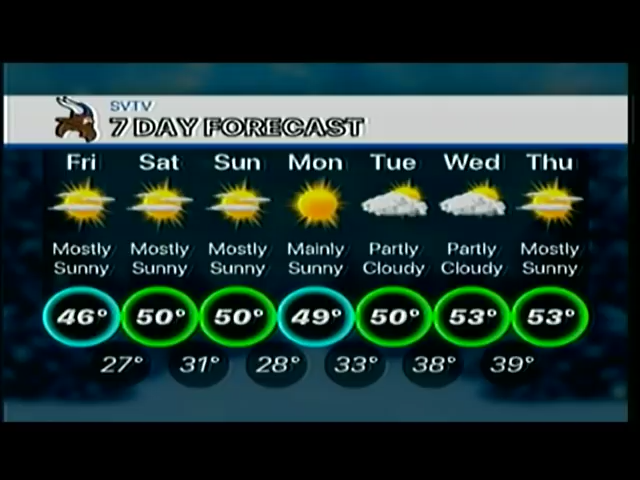 SVTV
7 DAY FORECAST
Fri Sat Sun Mon Tue Wed Thu
Mostly Mostly Mostly Mainly Partly Partly Mostly
Sunny Sunny Sunny Sunny Cloudy Cloudy Sunny
46° 50° 50° 49° 50° 53° 53°
27° 31° 28° 33° 38° 39°